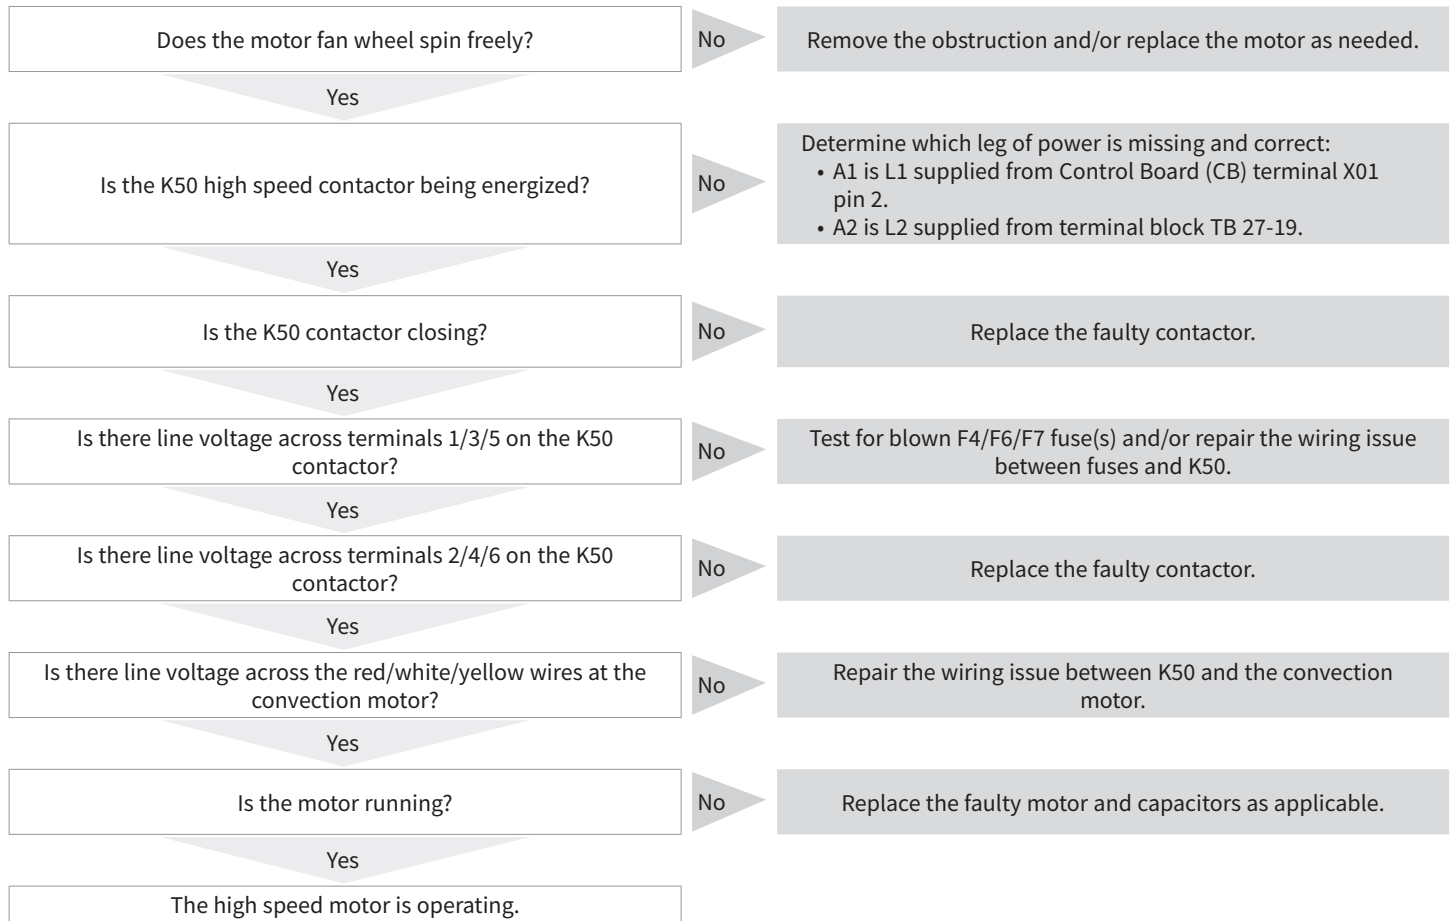 Does the motor fan wheel spin freely?
No
Remove the obstruction and/or replace the motor as needed.
Yes
Is the K50 high speed contactor being energized?
No
Determine which leg of power is missing and correct:
• A1 is L1 supplied from Control Board (CB) terminal X01
pin 2.
• A2 is L2 supplied from terminal block TB 27-19.
Yes
Is the K50 contactor closing?
No
Replace the faulty contactor.
Yes
Is there line voltage across terminals 1/3/5 on the K50
contactor?
No
Test for blown F4/F6/F7 fuse(s) and/or repair the wiring issue
between fuses and K50.
Yes
Is there line voltage across terminals 2/4/6 on the K50
contactor?
No
Replace the faulty contactor.
Yes
Is there line voltage across the red/white/yellow wires at the
convection motor?
No
Repair the wiring issue between K50 and the convection
motor.
Yes
Is the motor running?
No
Replace the faulty motor and capacitors as applicable.
Yes
The high speed motor is operating.